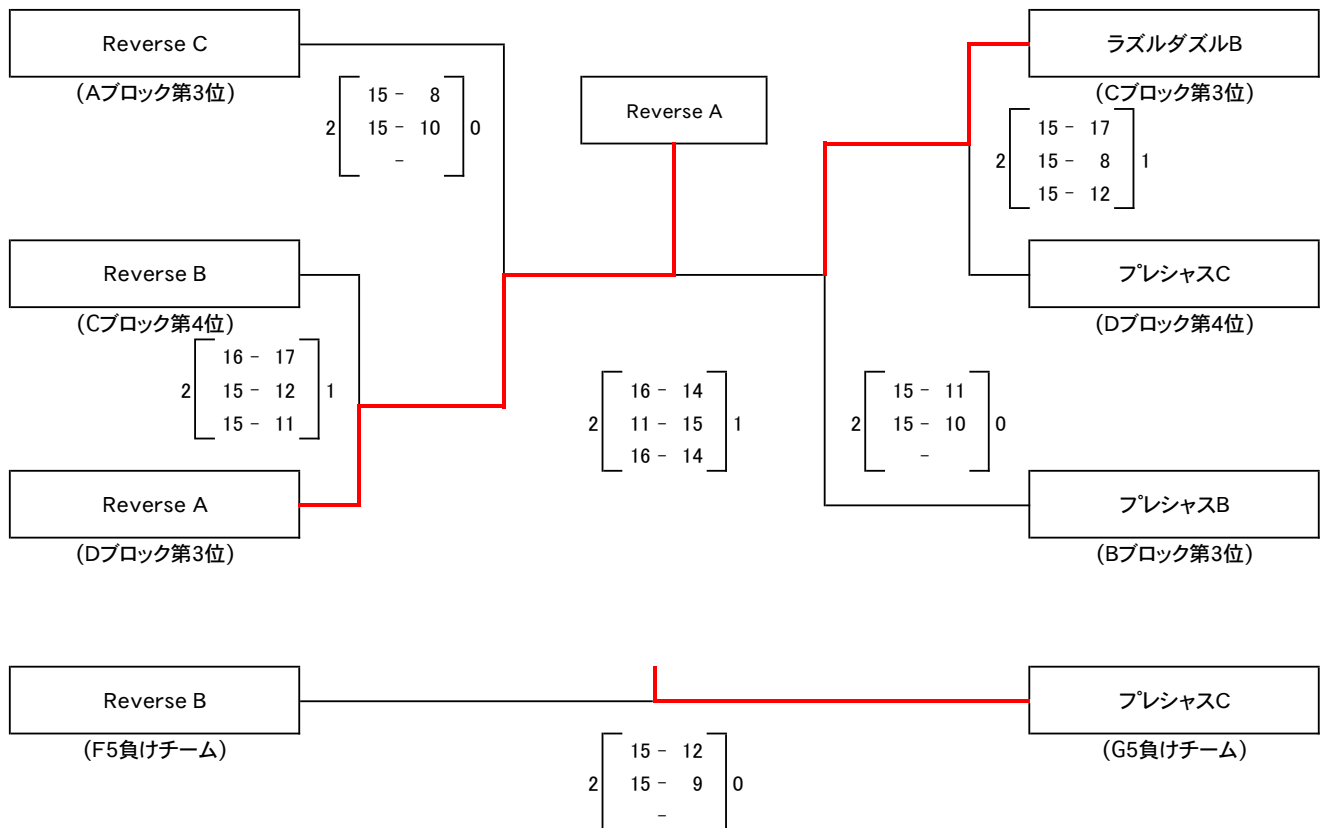 Reverse C
(Aブロック第3位)
2 15 - 8 0
15 - 10
-
Reverse A
ラズルダズルB
(Cブロック第3位)
2 15 - 17 1
15 - 8
15 - 12
Reverse B
(Cブロック第4位)
2 16 - 17 1
15 - 12
15 - 11
プレシャスC
(Dブロック第4位)
2 16 - 14 1
11 - 15
16 - 14
2 15 - 11 0
15 - 10
-
Reverse A
(Dブロック第3位)
プレシャスB
(Bブロック第3位)
Reverse B
(F5負けチーム)
プレシャスC
(G5負けチーム)
2 15 - 12 0
15 - 9
-